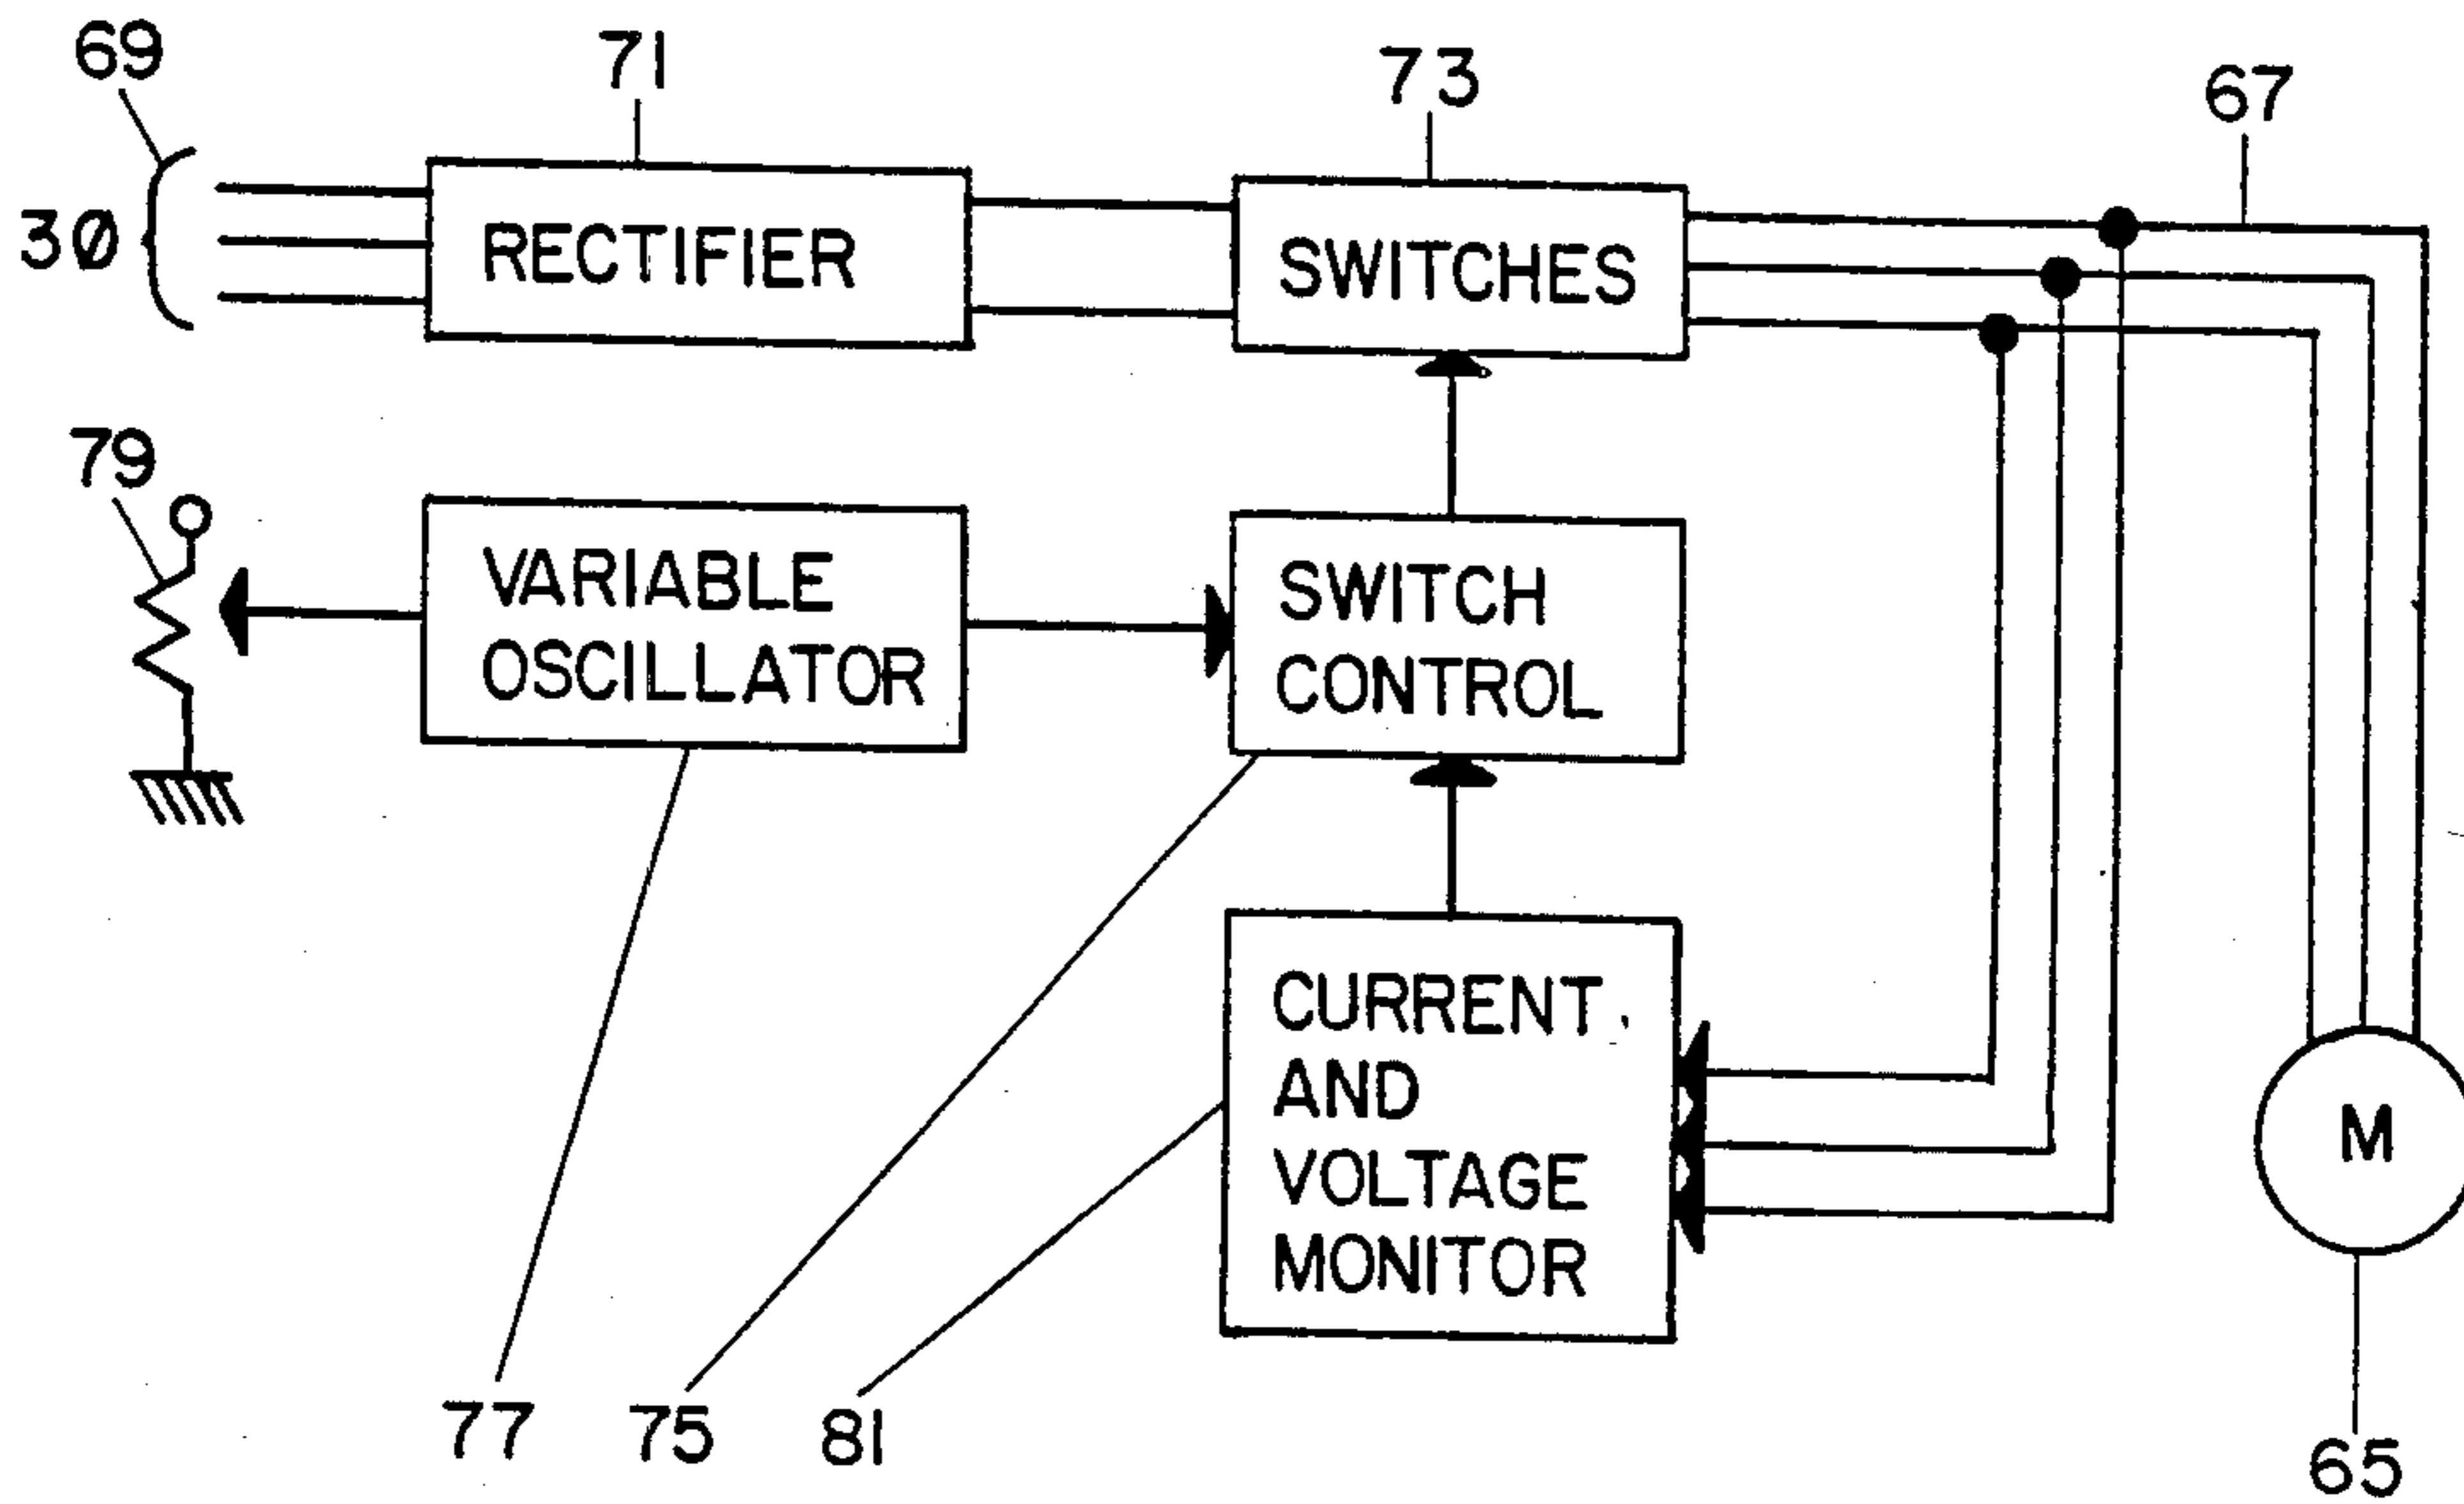 69
71
73
67
3Ø
RECTIFIER
SWITCHES
79
VARIABLE
OSCILLATOR
SWITCH
CONTROL
CURRENT
AND
VOLTAGE
MONITOR
M
77
75
81
65